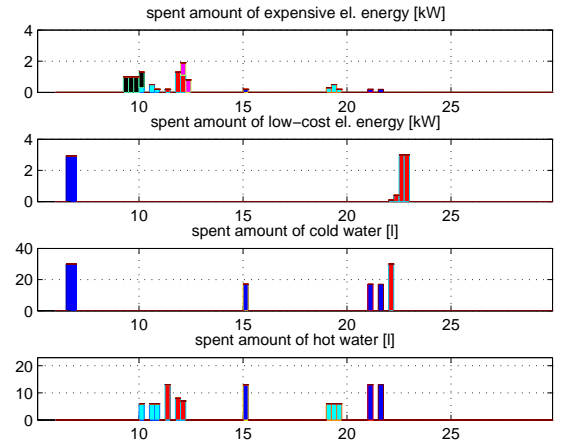 spent amount of expensive el. energy [kW]
4
2
0
10 15 20 25
spent amount of low−cost el. energy [kW]
4
2
0
10 15 20 25
spent amount of cold water [l]
40
20
0
10 15 20 25
spent amount of hot water [l]
20
10
0
10 15 20 25